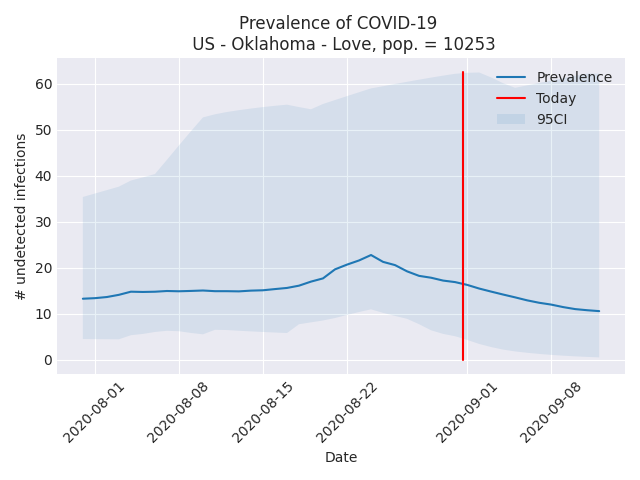 Prevalence of COVID-19
US - Oklahoma - Love, pop. = 10253
Prevalence
Today
95CI
# undetected infections
60
50
40
30
20
10
0
2020-08-01
2020-08-08
2020-08-15
2020-08-22
2020-09-01
2020-09-08
Date